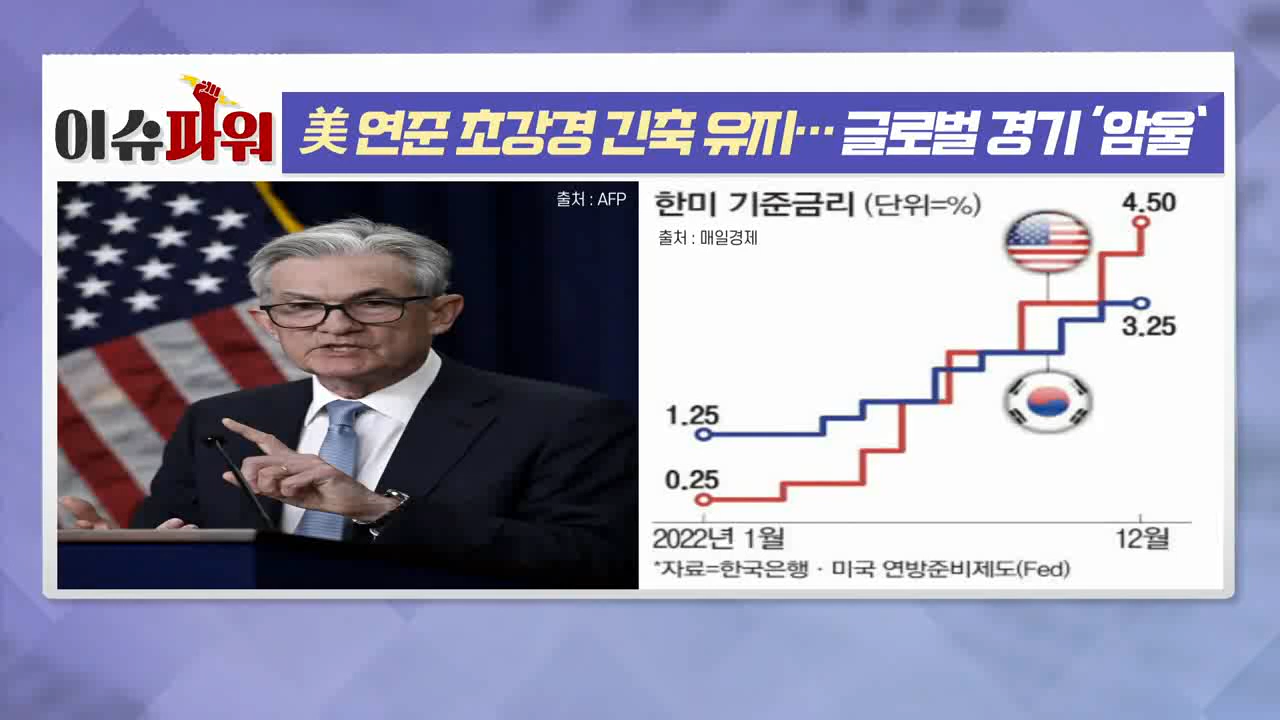 이슈파워
美 연준 초강경 긴축 유지… 글로벌 경기 '암울'
출처 : AFP
한미 기준금리 (단위=%)
출처 : 매일경제
4.50
3.25
1.25
0.25
2022년 1월 12월
*자료=한국은행 · 미국 연방준비제도(Fed)